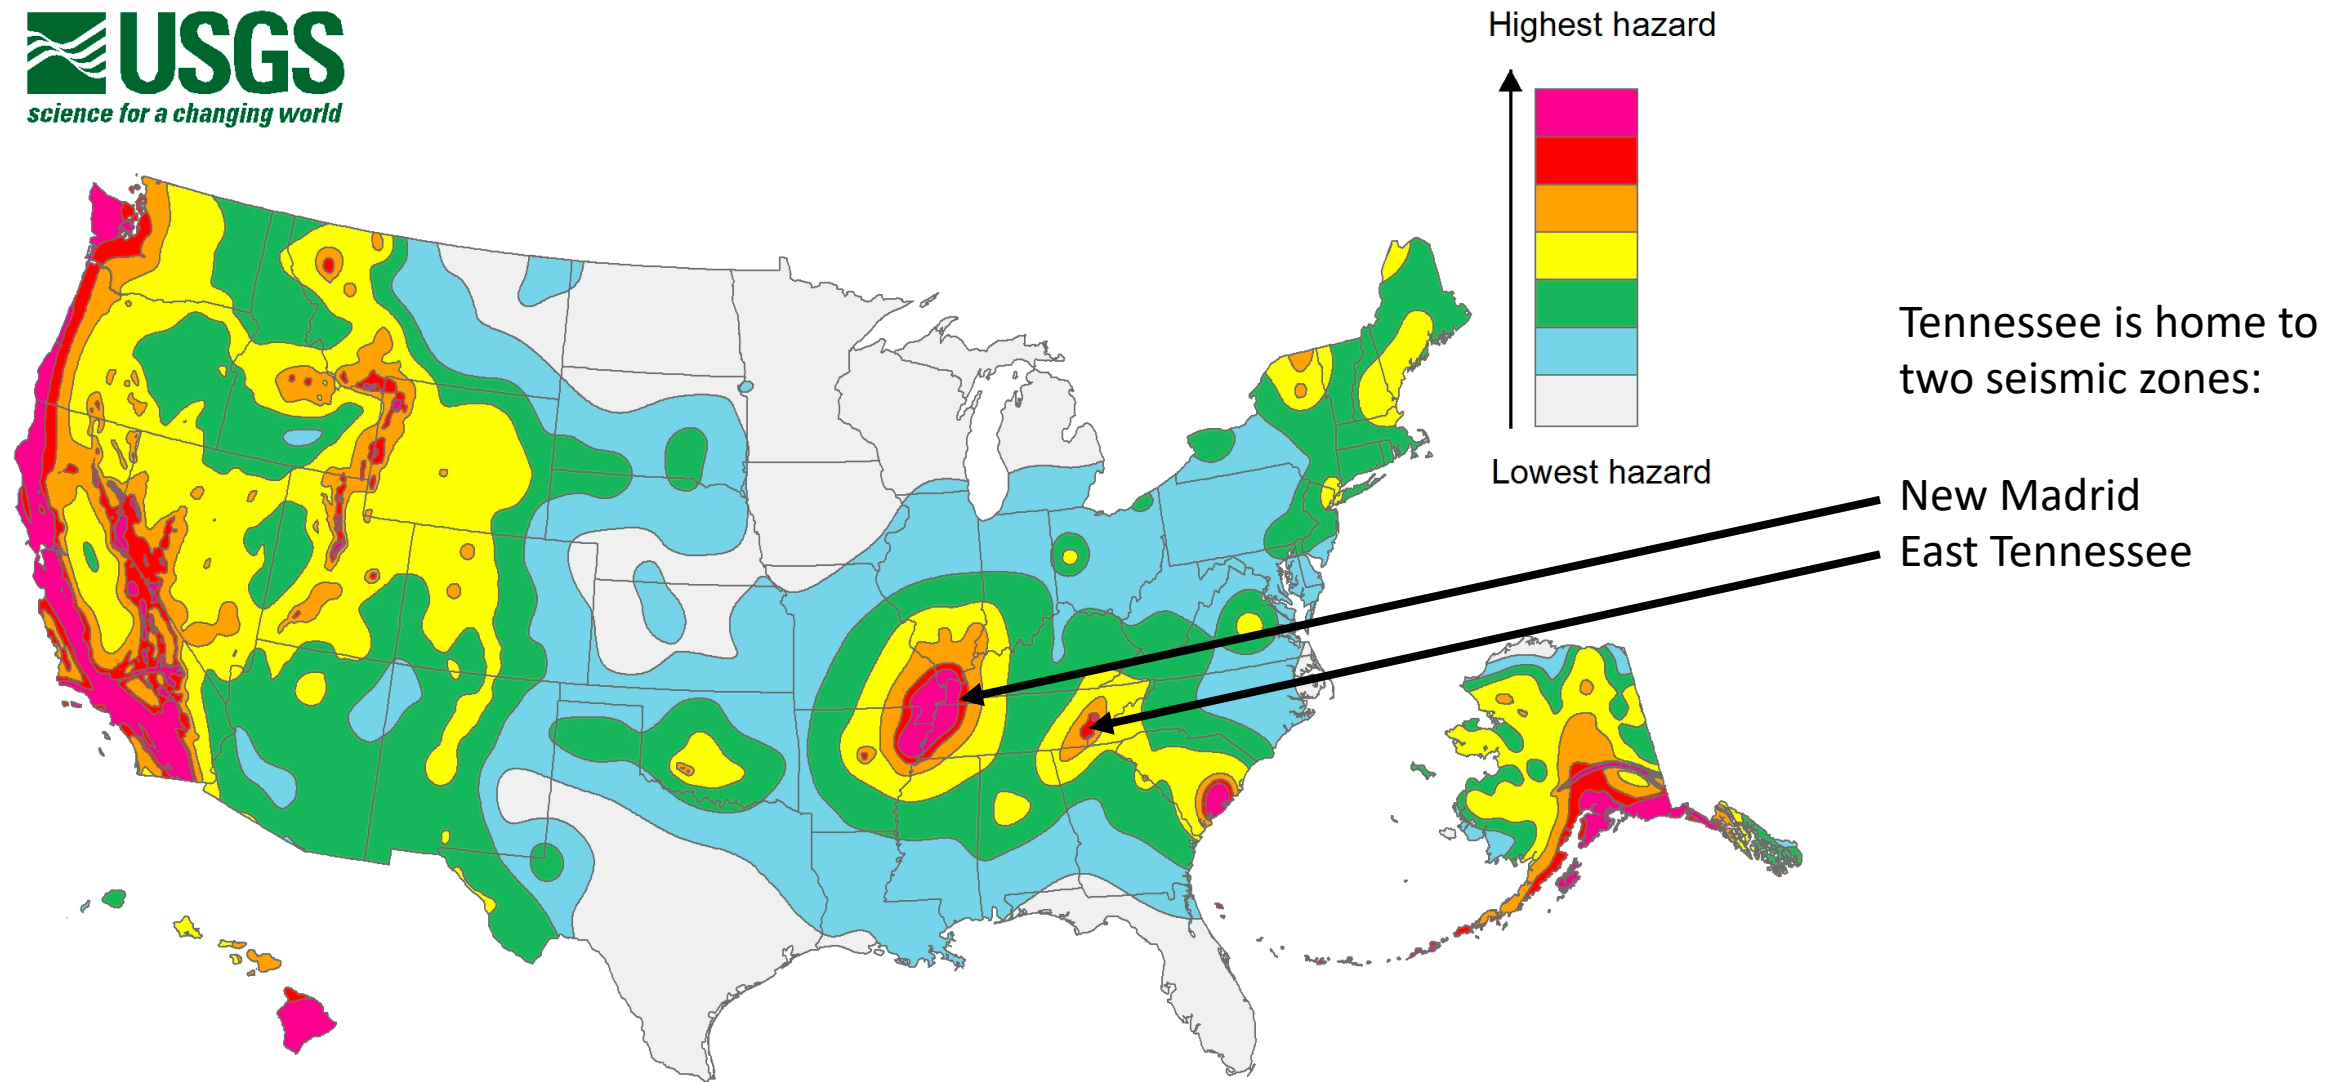 USGS
science for a changing world
Highest hazard
Lowest hazard
Tennessee is home to
two seismic zones:
New Madrid
East Tennessee